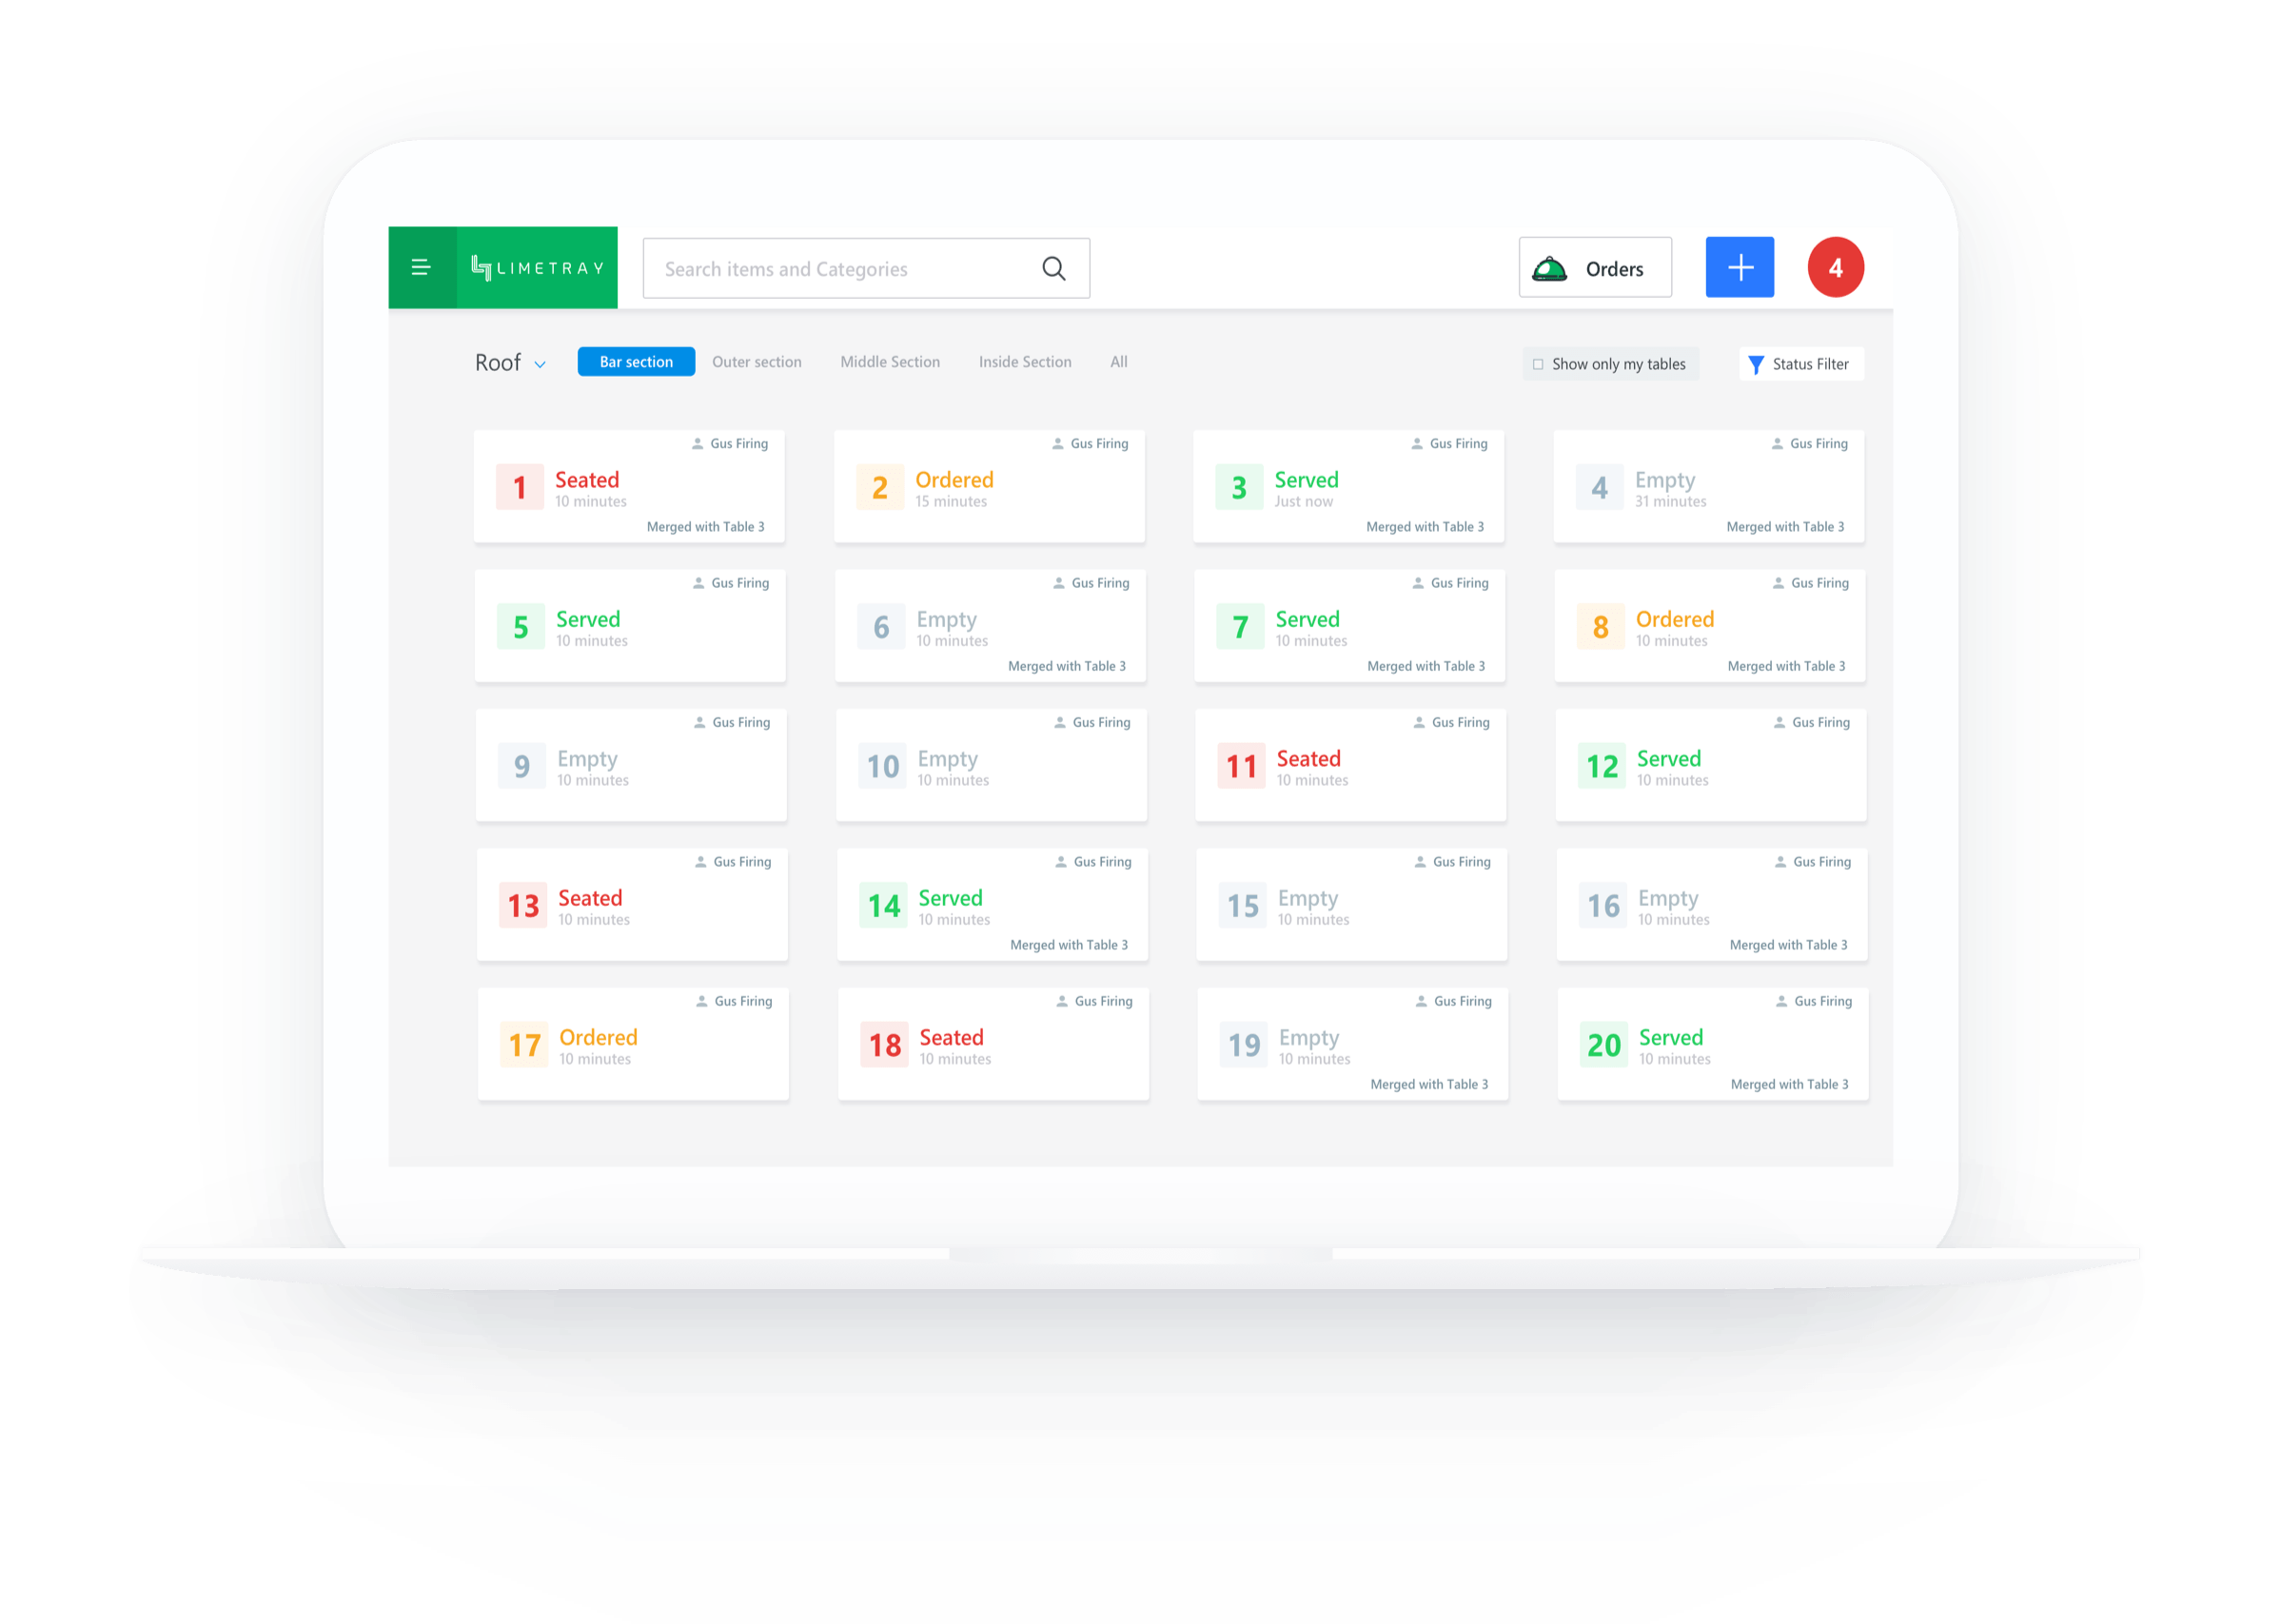 LIMETRAY
Search items and Categories
Orders
4
Roof
Bar section
Outer section
Middle Section
Inside Section
All
Show only my tables
Status Filter
Gus Firing
1
Seated
10 minutes
Merged with Table 3
Gus Firing
2
Ordered
15 minutes
Gus Firing
3
Served
Just now
Merged with Table 3
Gus Firing
4
Empty
31 minutes
Merged with Table 3
Gus Firing
5
Served
10 minutes
Gus Firing
6
Empty
10 minutes
Merged with Table 3
Gus Firing
7
Served
10 minutes
Merged with Table 3
Gus Firing
8
Ordered
10 minutes
Merged with Table 3
Gus Firing
9
Empty
10 minutes
Gus Firing
10
Empty
10 minutes
Gus Firing
11
Seated
10 minutes
Gus Firing
12
Served
10 minutes
Gus Firing
13
Seated
10 minutes
Gus Firing
14
Served
10 minutes
Merged with Table 3
Gus Firing
15
Empty
10 minutes
Gus Firing
16
Empty
10 minutes
Merged with Table 3
Gus Firing
17
Ordered
10 minutes
Gus Firing
18
Seated
10 minutes
Gus Firing
19
Empty
10 minutes
Merged with Table 3
Gus Firing
20
Served
10 minutes
Merged with Table 3